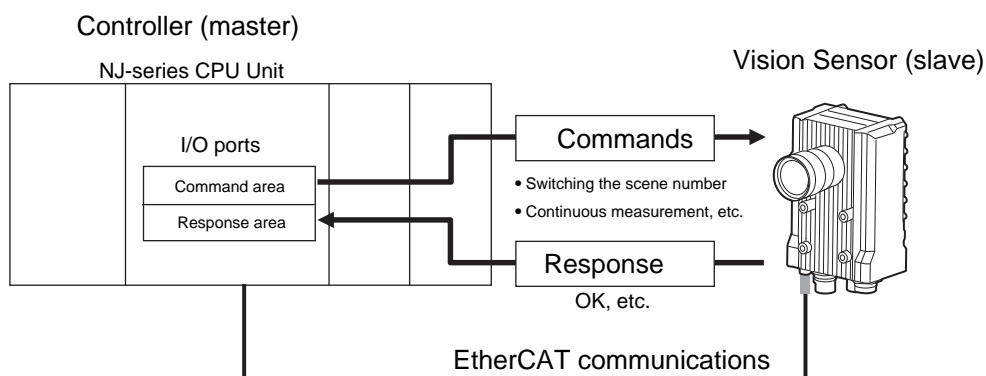 Controller (master)
NJ-series CPU Unit
Vision Sensor (slave)
I/O ports
Command area
Response area
Commands
• Switching the scene number
• Continuous measurement, etc.
Response
OK, etc.
EtherCAT communications